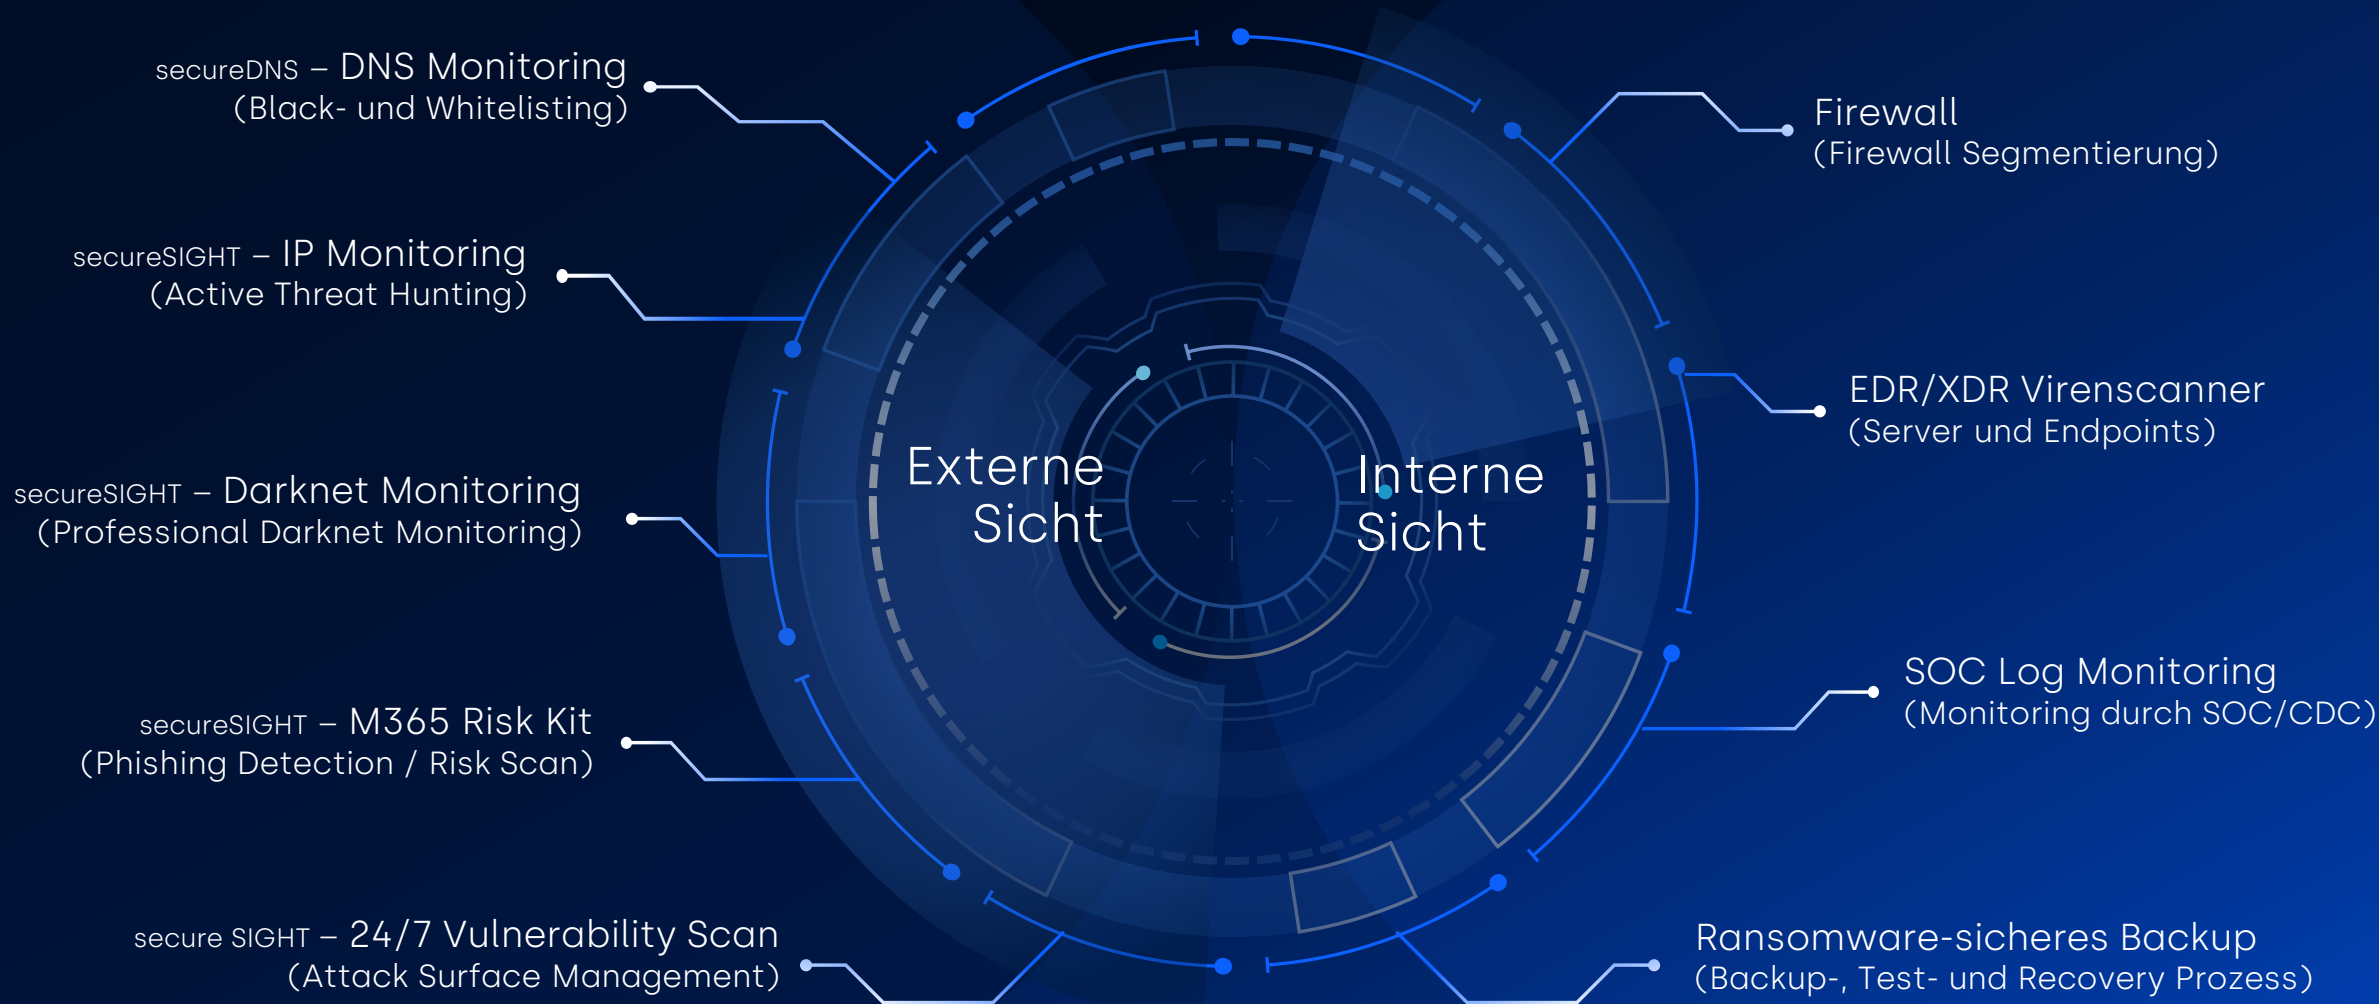 secureDNS – DNS Monitoring
(Black- und Whitelisting)
secureSIGHT – IP Monitoring
(Active Threat Hunting)
secureSIGHT – Darknet Monitoring
(Professional Darknet Monitoring)
secureSIGHT – M365 Risk Kit
(Phishing Detection / Risk Scan)
secure SIGHT – 24/7 Vulnerability Scan
(Attack Surface Management)
Externe
Sicht
Interne
Sicht
Firewall
(Firewall Segmentierung)
EDR/XDR Virenscanner
(Server und Endpoints)
SOC Log Monitoring
(Monitoring durch SOC/CDC)
Ransomware-sicheres Backup
(Backup-, Test- und Recovery Prozess)